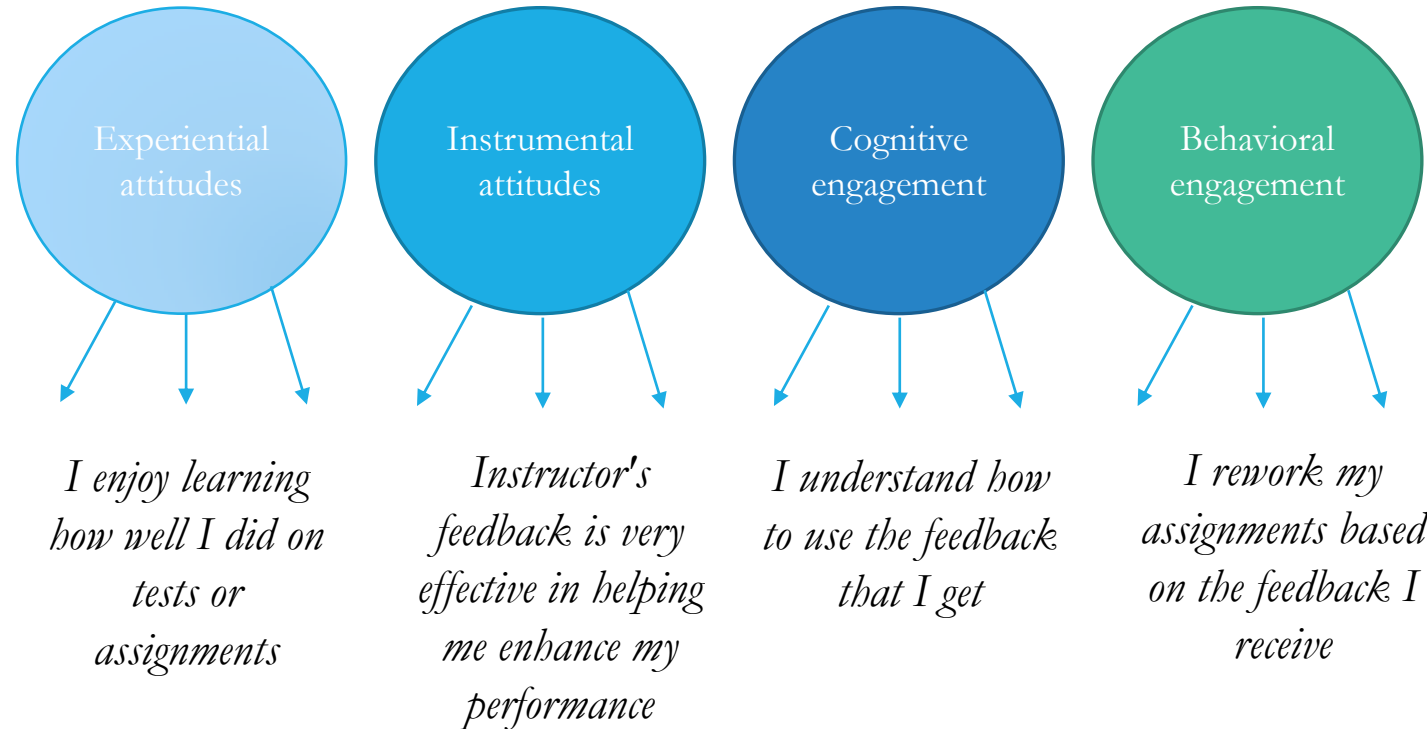 Experiential
attitudes
Instrumental
attitudes
Cognitive
engagement
Behavioral
engagement
I enjoy learning
how well I did on
tests or
assignments
Instructor's
feedback is very
effective in helping
me enhance my
performance
I understand how
to use the feedback
that I get
I rework my
assignments based
on the feedback I
receive